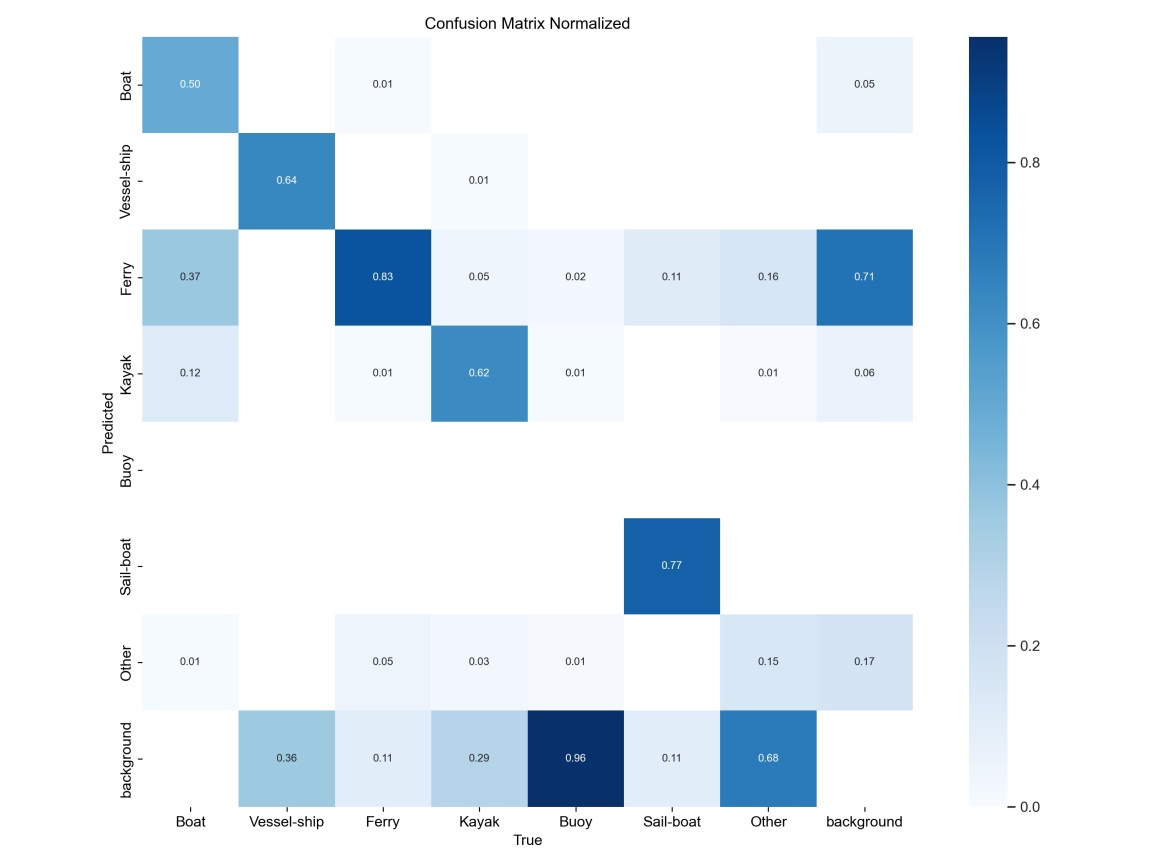 Confusion Matrix Normalized
Boat
0.50
0.01
0.05
Vessel-ship
0.64
0.01
Ferry
0.37
0.83
0.05
0.02
0.11
0.16
0.71
Kayak
0.12
0.01
0.62
0.01
0.01
0.06
Predicted
Buoy
Sail-boat
0.77
Other
0.01
0.05
0.03
0.01
0.15
0.17
background
0.36
0.11
0.29
0.96
0.11
0.68
Boat
Vessel-ship
Ferry
Kayak
Buoy
Sail-boat
Other
background
True
0.8
0.6
0.4
0.2
0.0